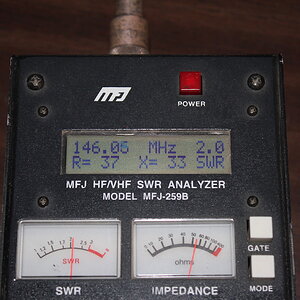 MFJ
POWER
146.05 MHz 2.0
R= 37 X= 33 SWR
MFJ HF/VHF SWR ANALYZER
MODEL MFJ-259B
SWR
ohms
GATE
SWR
IMPEDANCE
MODE